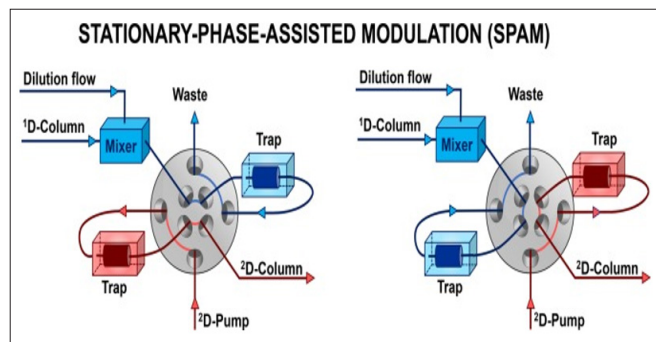 STATIONARY-PHASE-ASSISTED MODULATION (SPAM)
Dilution flow
¹D-Column
Mixer
Waste
Trap
Trap
²D-Column
²D-Pump
Dilution flow
¹D-Column
Mixer
Waste
Trap
Trap
²D-Column
²D-Pump